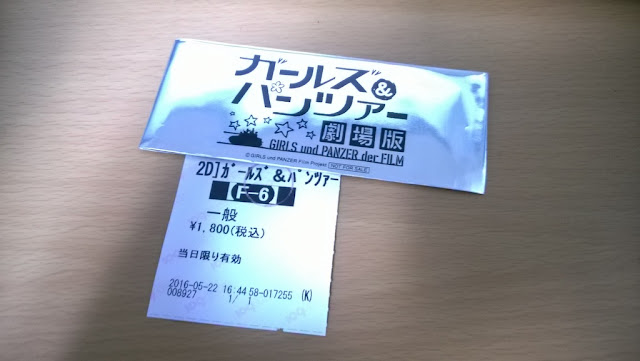 ガールズ&
パンツァー
劇場版
GIRLS und PANZER der FILM
© GIRLS und PANZER Film Projekt NOT FOR SALE
2D]ガールズ&パンツァー
[F-6]
一般
¥1,800(税込)
当日限り有効
2016-05-22 16:44 58-017255 (K)
008927 1/ 1